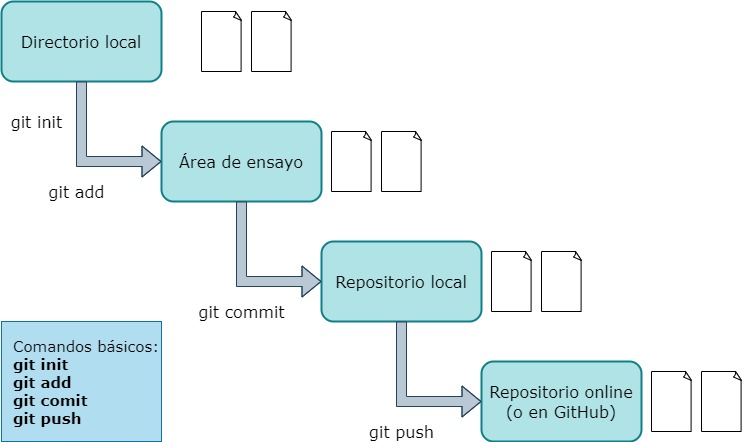 Directorio local
git init
git add
Área de ensayo
git commit
Repositorio local
git push
Repositorio online
(o en GitHub)
Comandos básicos:
git init
git add
git comit
git push